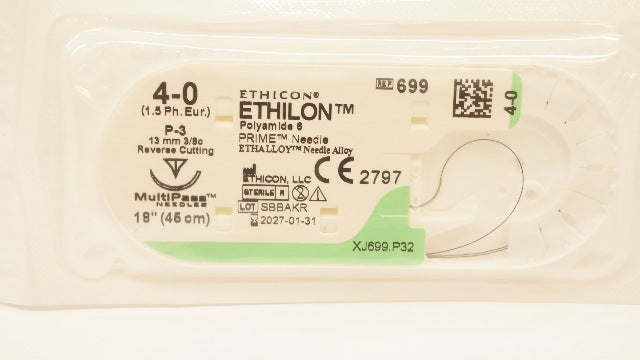 4-0
(1.5 Ph. Eur.)
P-3
13 mm 3/8c
Reverse Cutting
MultiPass™
NEEDLES
18" (45 cm)
ETHICON®
ETHILON™
Polyamide 6
PRIME™ Needle
ETHALLOY™ Needle Alloy
ETHICON, LLC
CE 2797
STERILE R
LOT SBBAKR
2027-01-31
REF 699
4-0
XJ699.P32